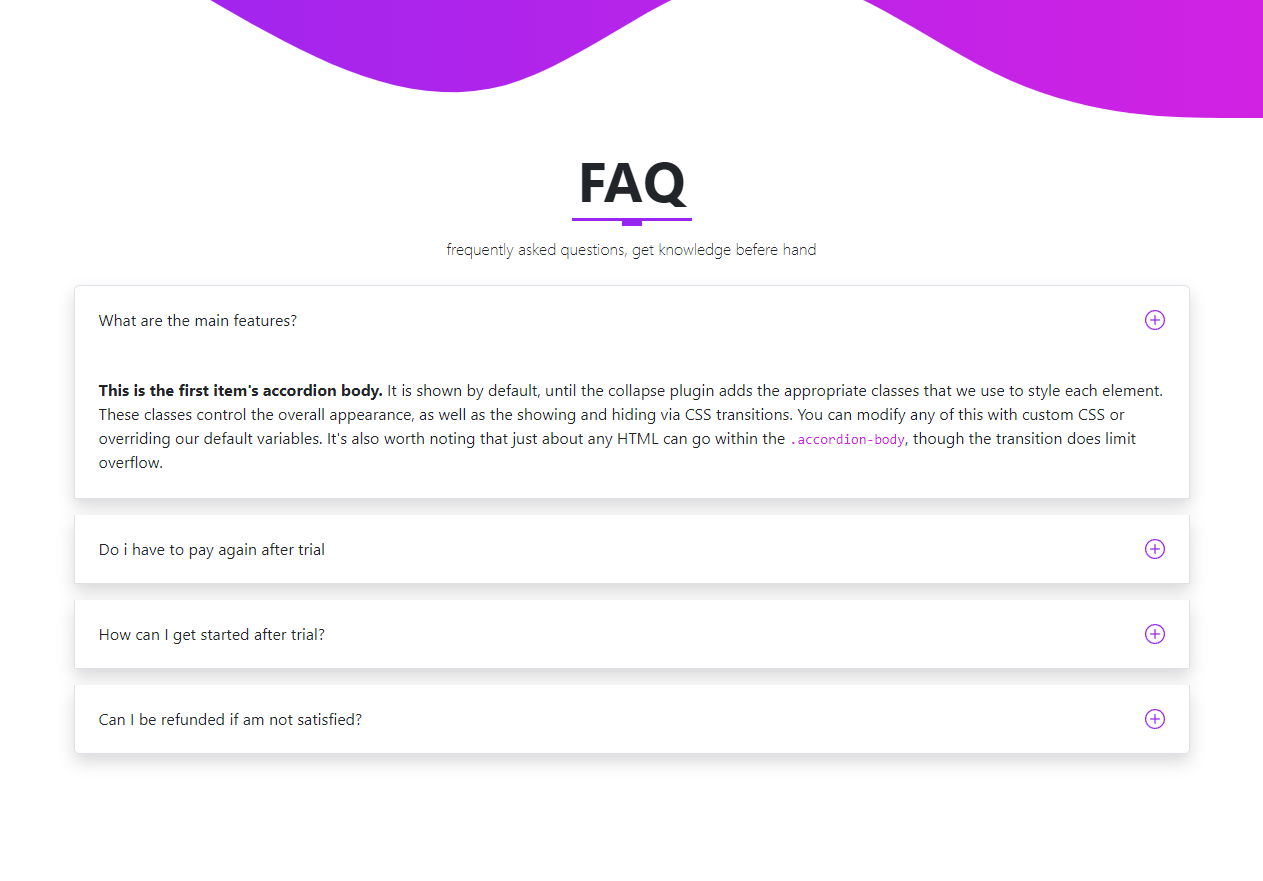 FAQ
frequently asked questions, get knowledge befere hand
What are the main features?
This is the first item's accordion body. It is shown by default, until the collapse plugin adds the appropriate classes that we use to style each element.
These classes control the overall appearance, as well as the showing and hiding via CSS transitions. You can modify any of this with custom CSS or
overriding our default variables. It's also worth noting that just about any HTML can go within the .accordion-body, though the transition does limit
overflow.
Do i have to pay again after trial
How can I get started after trial?
Can I be refunded if am not satisfied?